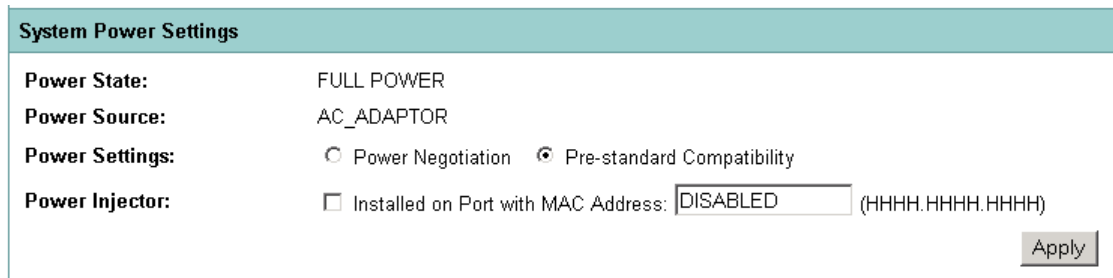 System Power Settings
Power State: FULL POWER
Power Source: AC_ADAPTOR
Power Settings: Power Negotiation Pre-standard Compatibility
Power Injector: Installed on Port with MAC Address: DISABLED (HHHH.HHHH.HHHH)
Apply